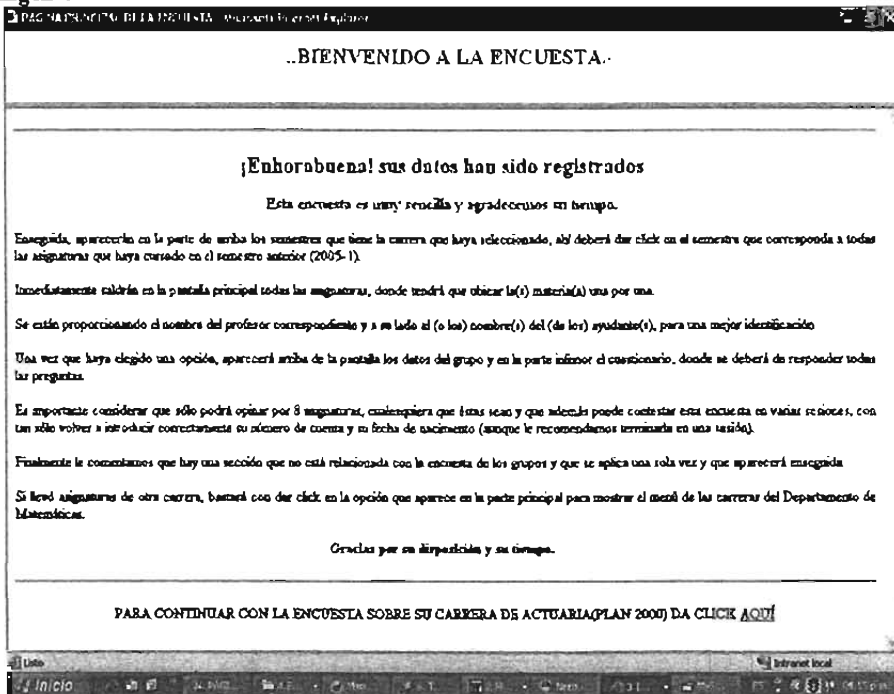 PAGINA PRINCIPAL DE LA ENCUESTA - Microsoft Internet Explorer
..BIENVENIDO A LA ENCUESTA..
¡Enhorabuena! sus datos han sido registrados
Esta encuesta es muy sencilla y agradecemos su tiempo.
Enseguida, aparecerán en la parte de arriba los semestres que tiene la carrera que haya seleccionado, ahí deberá dar click en el semestre que corresponda a todas
las asignaturas que haya cursado en el semestre anterior (2005-1).
Inmediatamente saldrán en la pantalla principal todas las asignaturas, donde tendrá que ubicar la(s) materia(s) una por una.
Se están proporcionando el nombre del profesor correspondiente y a su lado el (o los) nombre(s) del (de los) ayudante(s), para una mejor identificación
Una vez que haya elegido una opción, aparecerá arriba de la pantalla los datos del grupo y en la parte inferior el cuestionario, donde se deberá de responder todas
las preguntas.
Es importante considerar que sólo podrá opinar por 8 asignaturas, cualesquiera que éstas sean y que además puede contestar esta encuesta en varias sesiones, con
tan sólo volver a introducir correctamente su número de cuenta y su fecha de nacimiento (aunque le recomendamos terminarla en una sesión).
Finalmente le comentamos que hay una sección que no está relacionada con la encuesta de los grupos y que se aplica una sola vez y que aparecerá enseguida
Si llevó asignaturas de otra carrera, bastará con dar click en la opción que aparece en la parte principal para mostrar el menú de las carreras del Departamento de
Matemáticas.
Gracias por su disposición y su tiempo.
PARA CONTINUAR CON LA ENCUESTA SOBRE SU CARRERA DE ACTUARIA(PLAN 2000) DA CLICK AQUÍ
Listo
Intranet local
Inicio